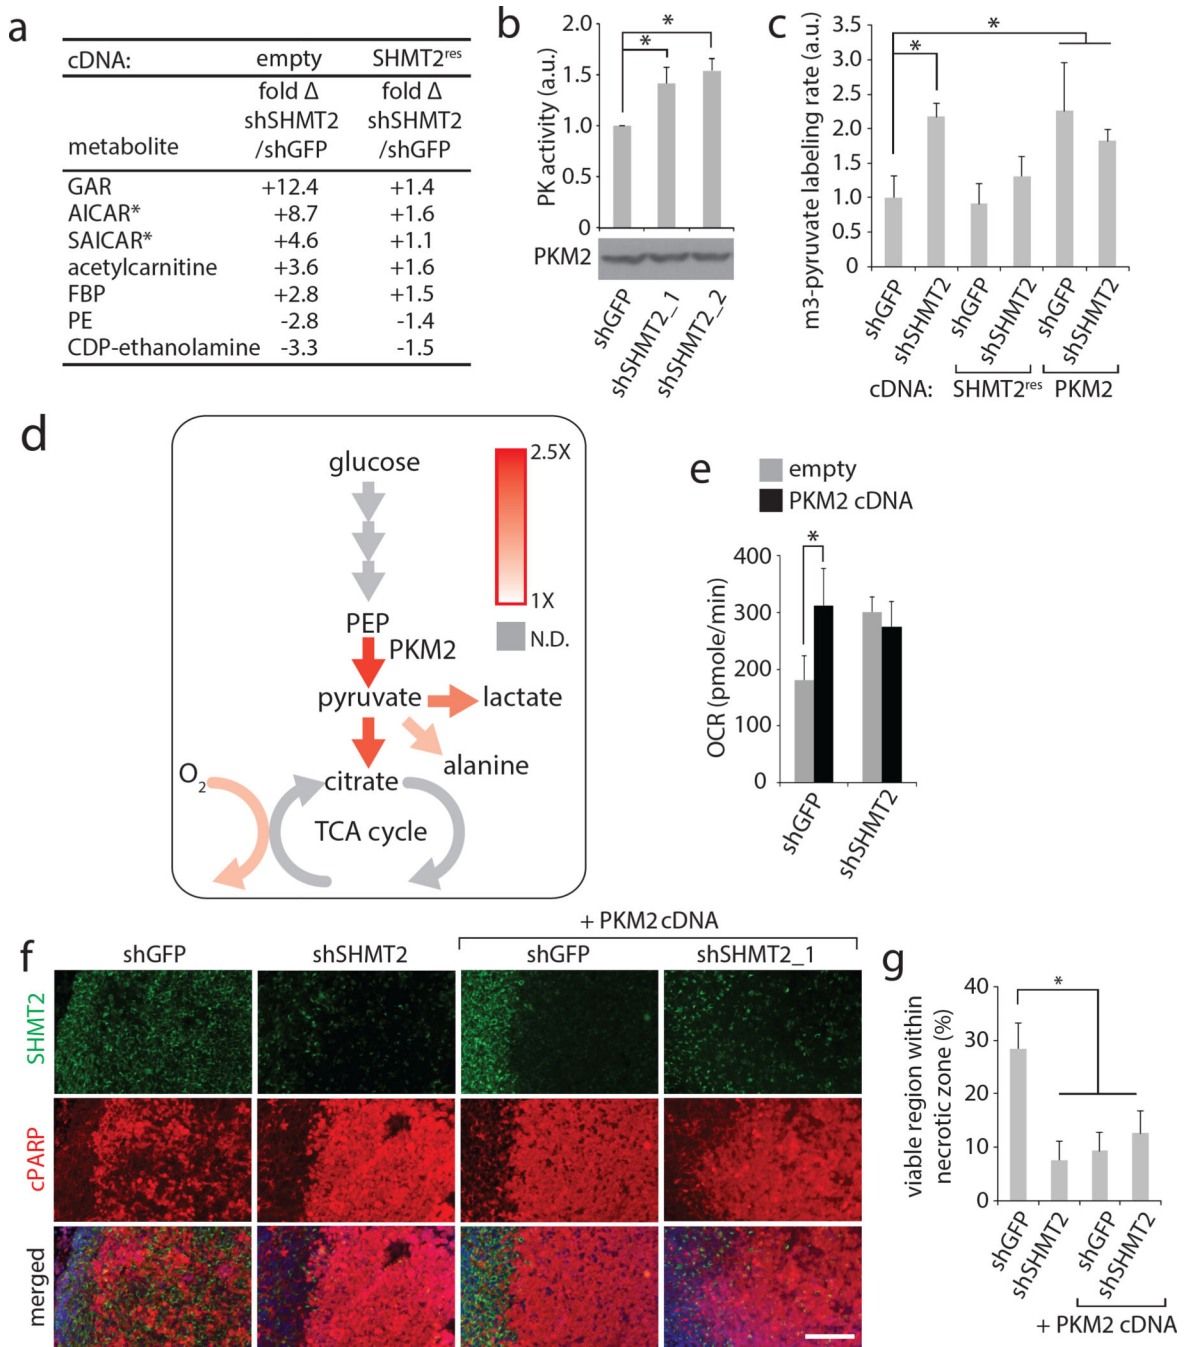 a
cDNA: empty SHMT2res
metabolite fold Δ shSHMT2 /shGFP fold Δ shSHMT2 /shGFP
GAR +12.4 +1.4
AICAR* +8.7 +1.6
SAICAR* +4.6 +1.1
acetylcarnitine +3.6 +1.6
FBP +2.8 +1.5
PE -2.8 -1.4
CDP-ethanolamine -3.3 -1.5
b
PK activity (a.u.)
2.0
1.5
1.0
0.5
0
* *
PKM2
shGFP
shSHMT2_1
shSHMT2_2
c
m3-pyruvate labeling rate (a.u.)
3.5
3.0
2.5
2.0
1.5
1.0
0.5
0
* *
shGFP
shSHMT2
shGFP
shSHMT2
shGFP
shSHMT2
cDNA: SHMT2res PKM2
d
glucose
2.5X
1X
N.D.
PEP
PKM2
pyruvate
lactate
alanine
citrate
O2
TCA cycle
e
empty
PKM2 cDNA
OCR (pmole/min)
400
300
200
100
0
*
shGFP
shSHMT2
f
+ PKM2 cDNA
shGFP shSHMT2 shGFP shSHMT2_1
SHMT2
cPARP
merged
g
viable region within
necrotic zone (%)
40
30
20
10
0
*
shGFP
shSHMT2
shGFP
shSHMT2
+ PKM2 cDNA